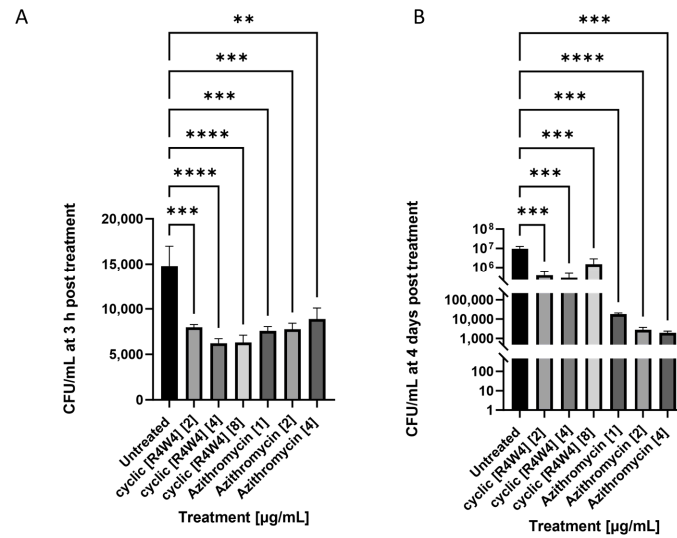 A
**
***
***
****
****
***
20,000
15,000
10,000
5,000
0
CFU/mL at 3 h post treatment
Untreated
cyclic [R4W4] [2]
cyclic [R4W4] [4]
cyclic [R4W4] [8]
Azithromycin [1]
Azithromycin [2]
Azithromycin [4]
Treatment [µg/mL]
B
***
****
***
***
***
***
10⁸
10⁷
10⁶
100,000
10,000
1,000
100
10
1
CFU/mL at 4 days post treatment
Untreated
cyclic [R4W4] [2]
cyclic [R4W4] [4]
cyclic [R4W4] [8]
Azithromycin [1]
Azithromycin [2]
Azithromycin [4]
Treatment [µg/mL]